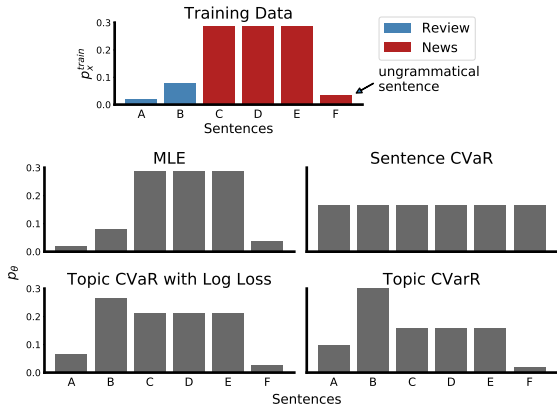 Training Data
Review
News
ungrammatical
sentence
p_x^train
0.3
0.2
0.1
0.0
A B C D E F
Sentences
MLE
Sentence CVaR
0.3
0.2
0.1
0.0
Topic CVaR with Log Loss
Topic CVarR
pθ
0.3
0.2
0.1
0.0
A B C D E F
A B C D E F
Sentences